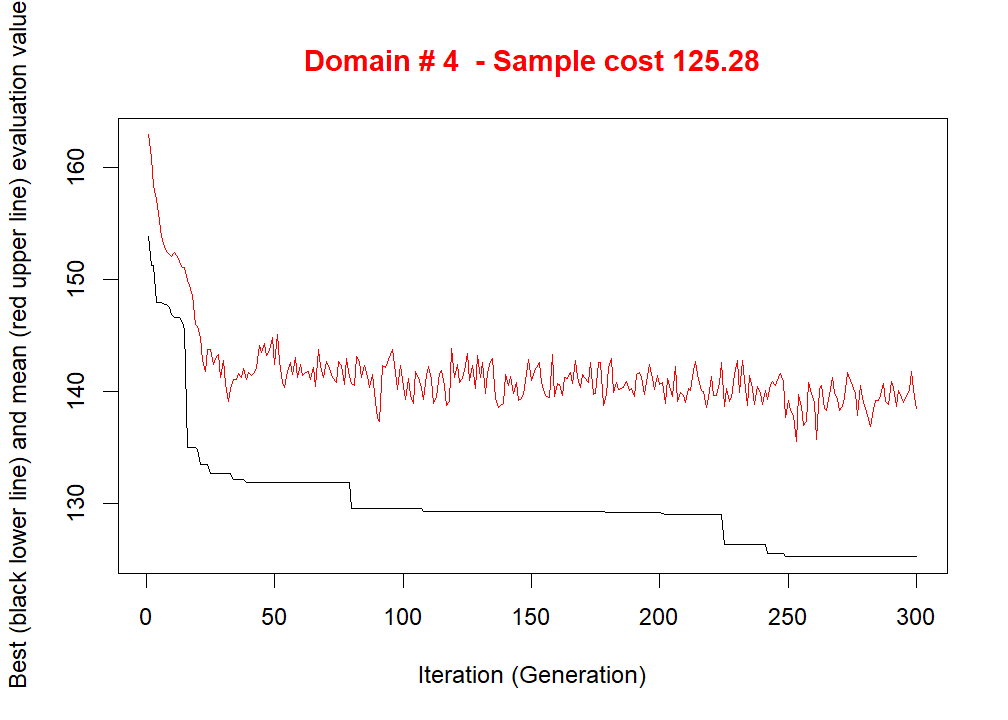 Domain # 4  - Sample cost 125.28
Best (black lower line) and mean (red upper line) evaluation value
160
150
140
130
0 50 100 150 200 250 300
Iteration (Generation)